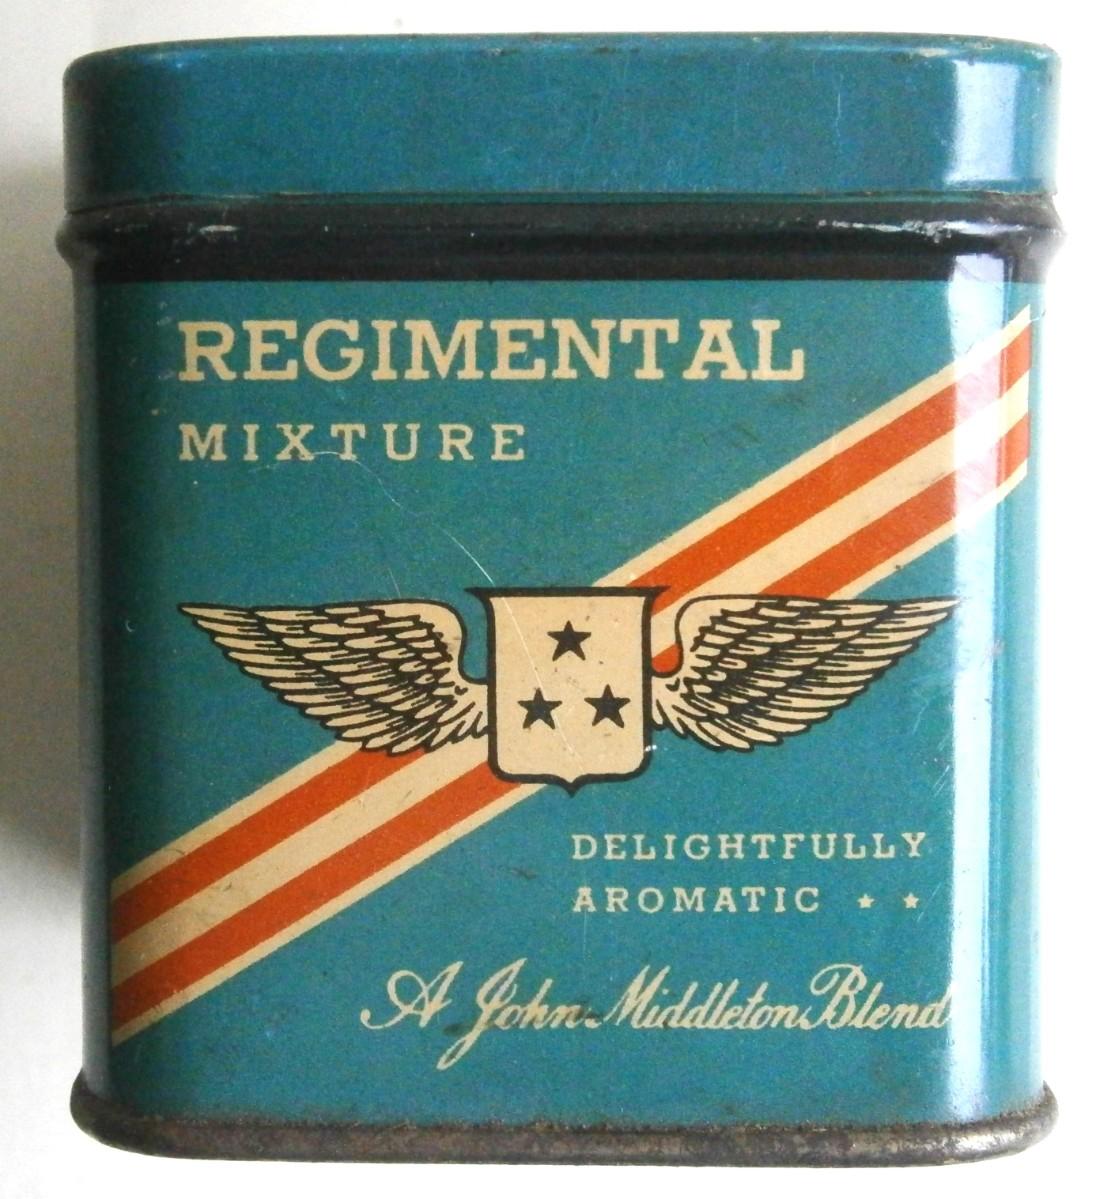 REGIMENTAL
MIXTURE
DELIGHTFULLY
AROMATIC ★ ★
A John Middleton Blend